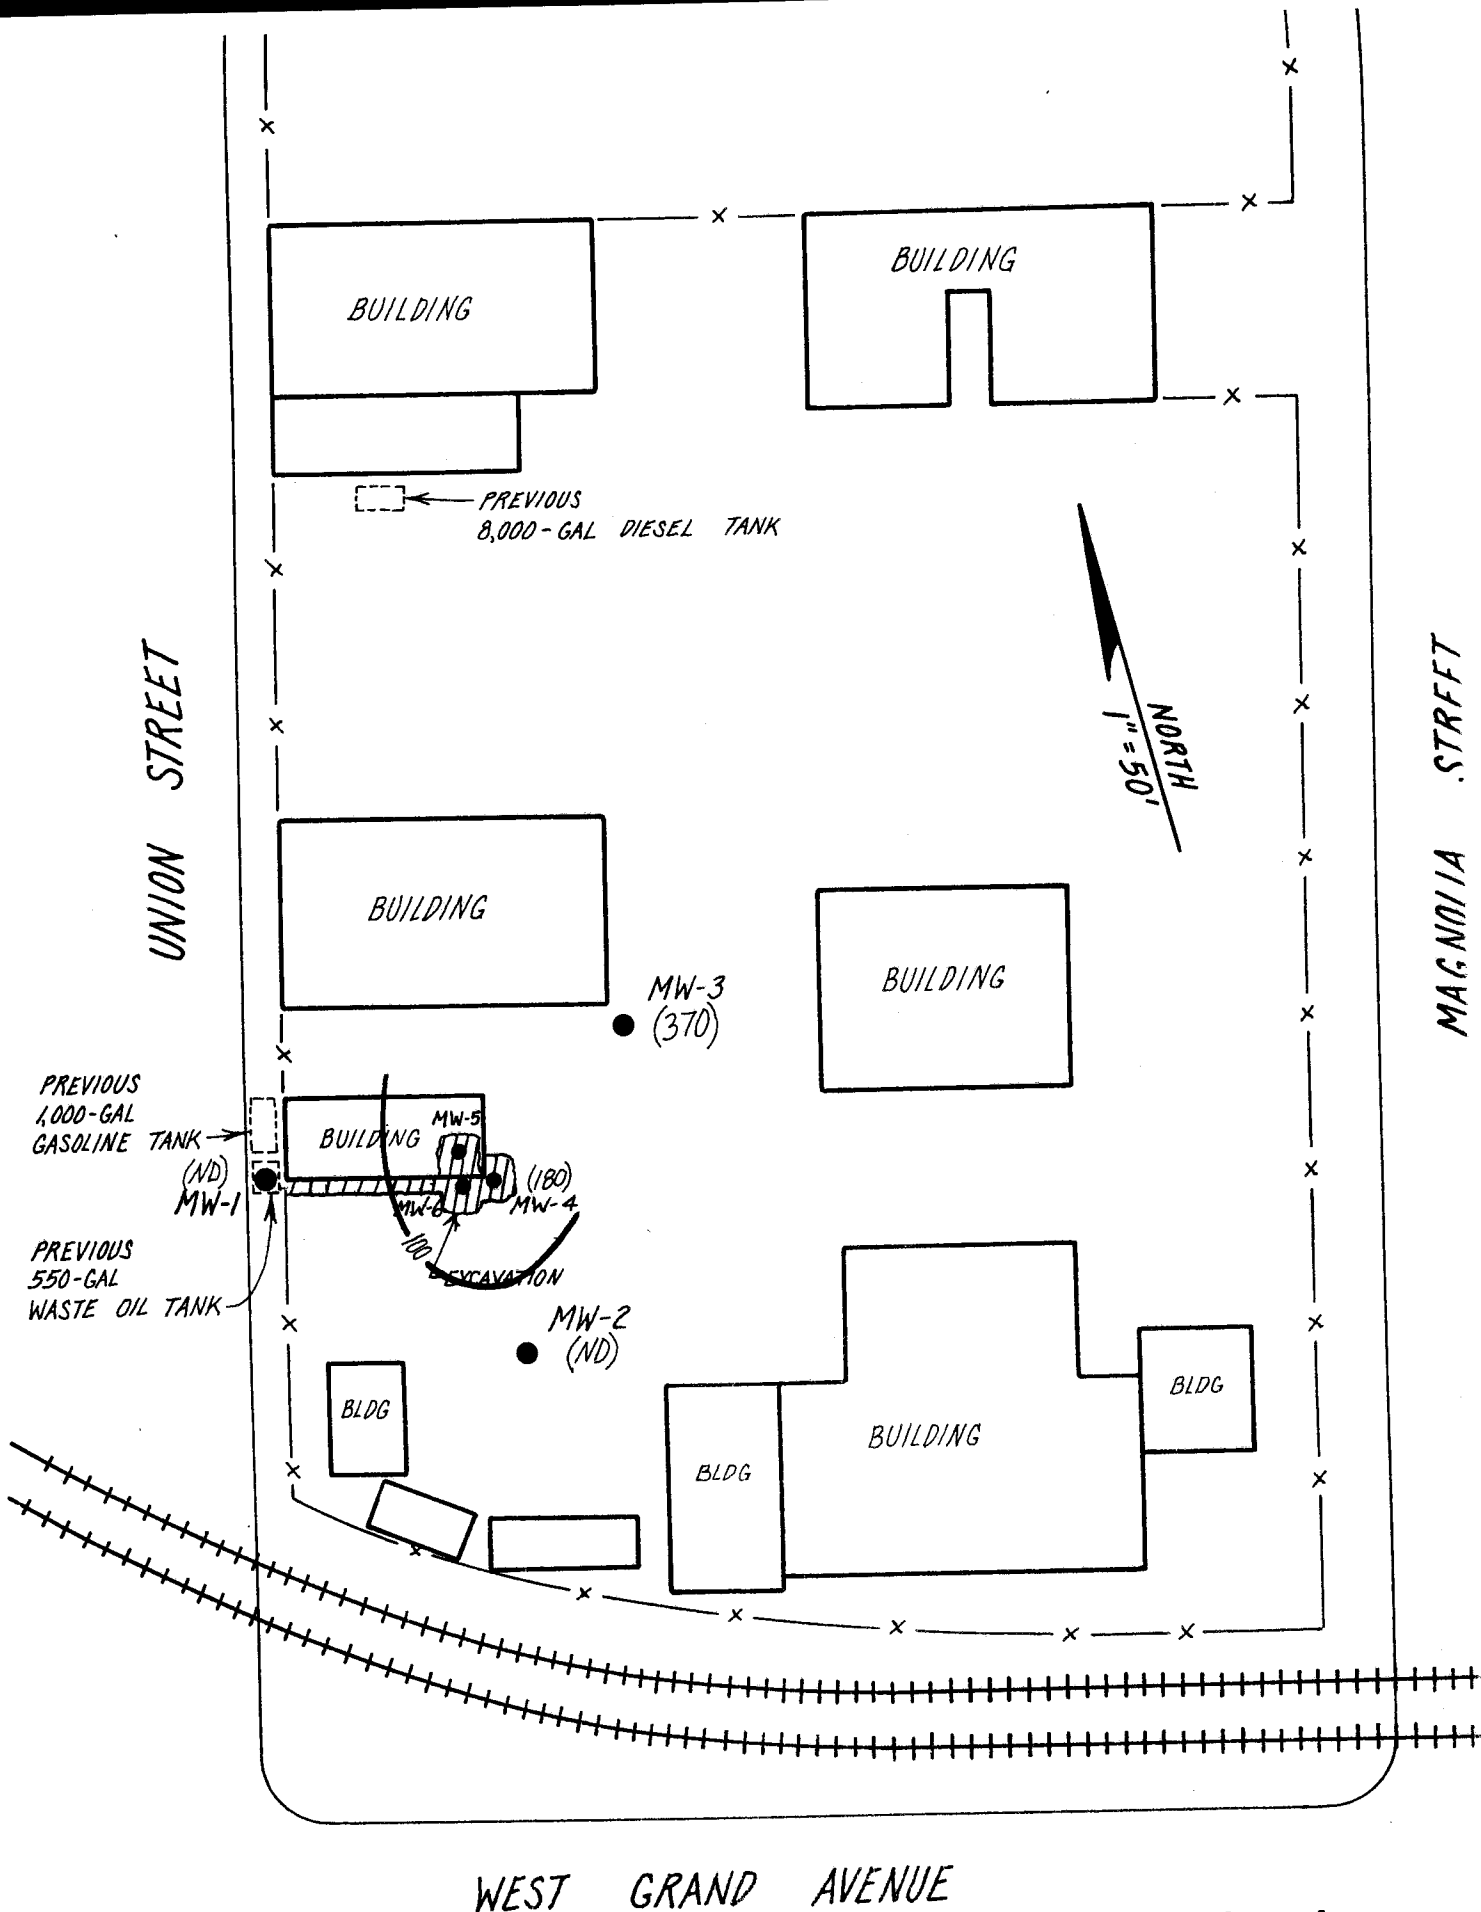 BUILDING
BUILDING
PREVIOUS
8,000-GAL DIESEL TANK
UNION STREET
NORTH
1" = 50'
MAGNOLIA STREET
BUILDING
BUILDING
MW-3
(370)
PREVIOUS
1,000-GAL
GASOLINE TANK
BUILDING
MW-5
(ND)
MW-1
MW-6
(180)
MW-4
100
EXCAVATION
PREVIOUS
550-GAL
WASTE OIL TANK
MW-2
(ND)
BLDG
BLDG
BUILDING
BLDG
WEST GRAND AVENUE